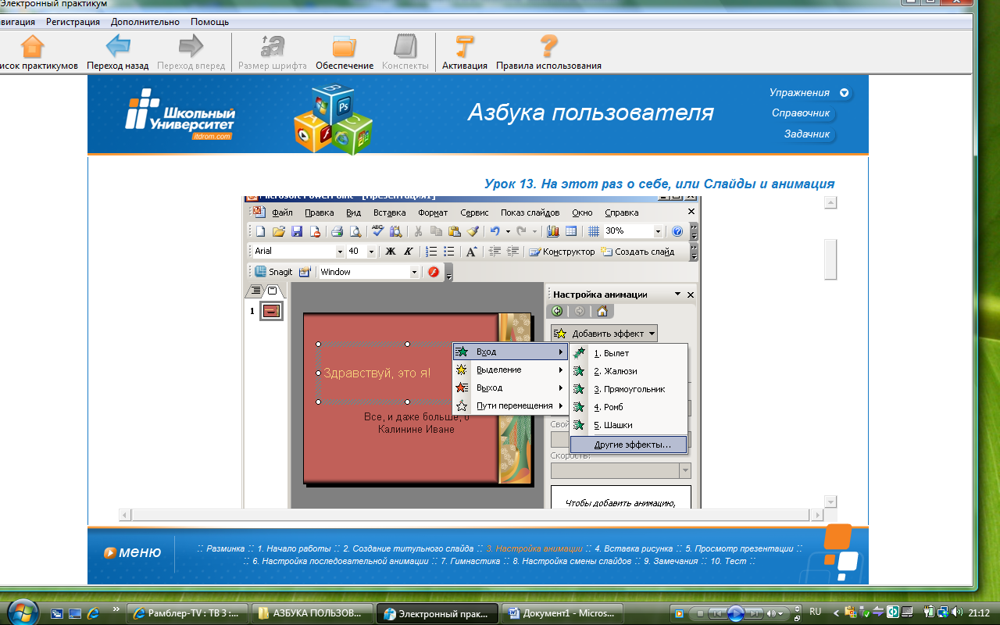 Электронный практикум
вигация Регистрация Дополнительно Помощь
исок практикумов Переход назад Переход вперед Размер шрифта Обеспечение Конспекты Активация Правила использования
Школьный
Университет
itdrom.com
Азбука пользователя
Упражнения
Справочник
Задачник
Урок 13. На этот раз о себе, или Слайды и анимация
Microsoft PowerPoint - [Презентация1]
Файл Правка Вид Вставка Формат Сервис Показ слайдов Окно Справка
30%
Arial 40 Ж К Конструктор Создать слайд
Snagit Window
Настройка анимации
1
Добавить эффект
Здравствуй, это я!
Все, и даже больше, о
Калинине Иване
Вход
Выделение
Выход
Пути перемещения
1. Вылет
2. Жалюзи
3. Прямоугольник
4. Ромб
5. Шашки
Другие эффекты...
Свой
Скорость:
Чтобы добавить анимацию,
меню
:: Разминка :: 1. Начало работы :: 2. Создание титульного слайда :: 3. Настройка анимации :: 4. Вставка рисунка :: 5. Просмотр презентации ::
:: 6. Настройка последовательной анимации :: 7. Гимнастика :: 8. Настройка смены слайдов :: 9. Замечания :: 10. Тест ::
Рамблер-TV : ТВ 3 :... АЗБУКА ПОЛЬЗОВ... Электронный прак... Документ1 - Micros... RU 21:12